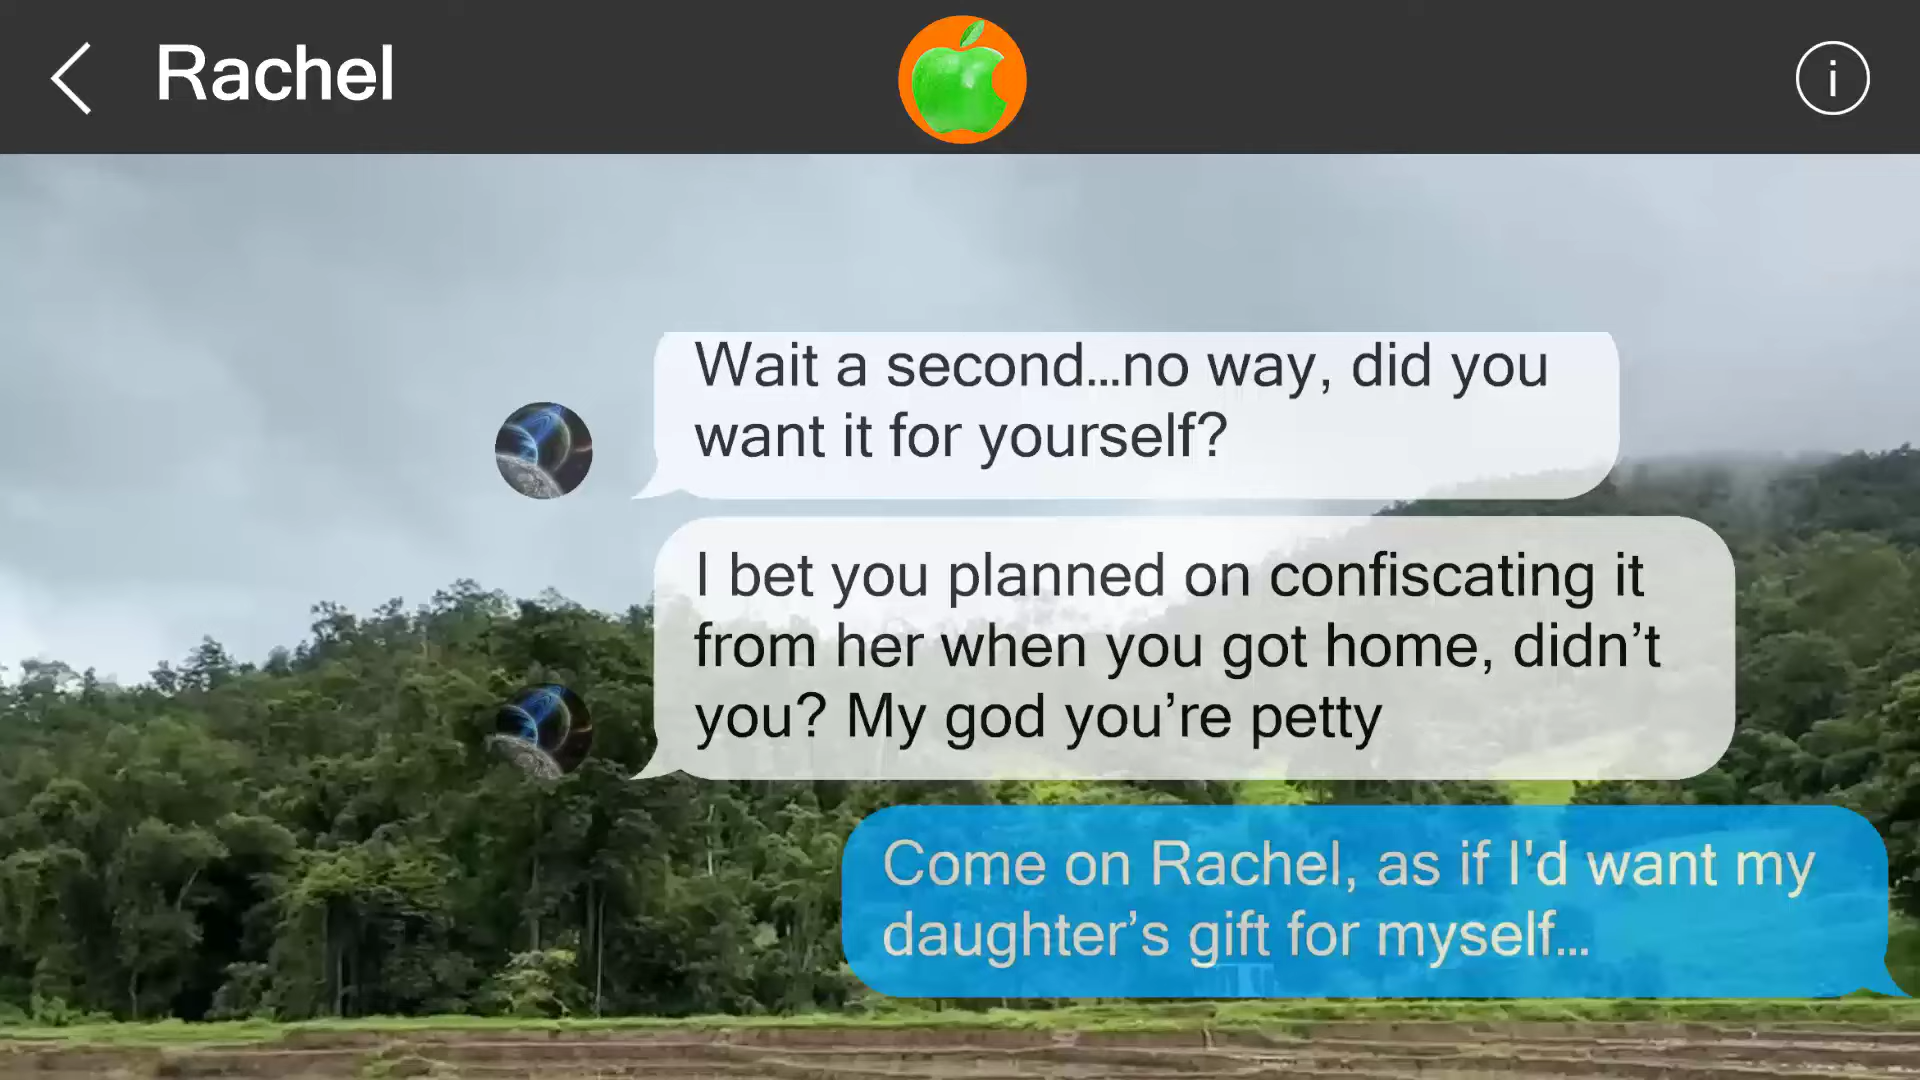 Rachel
i
Wait a second...no way, did you
want it for yourself?
I bet you planned on confiscating it
from her when you got home, didn’t
you? My god you’re petty
Come on Rachel, as if I'd want my
daughter’s gift for myself...